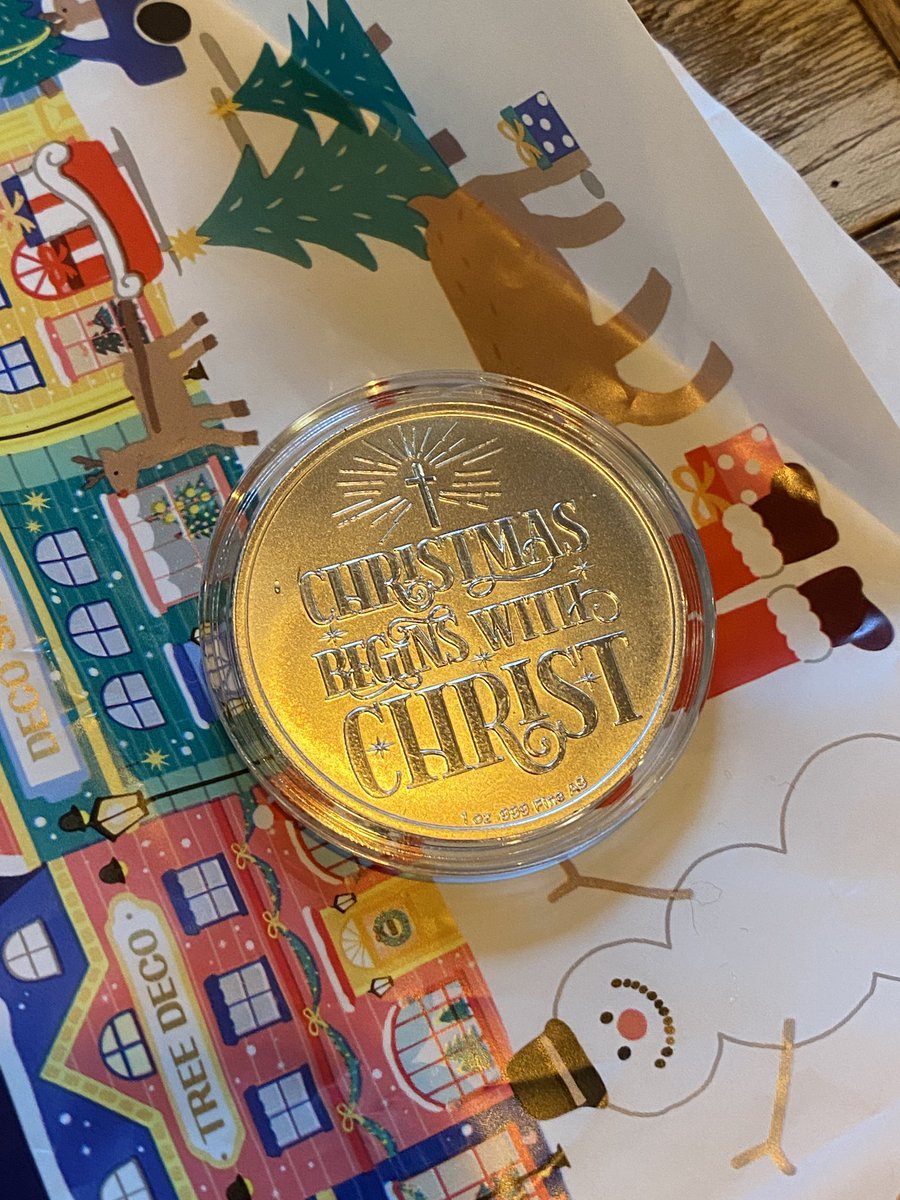 CHRISTMAS
BEGINS WITH
CHRIST
1 oz .999 Fine AG
TREE DECO
DECO